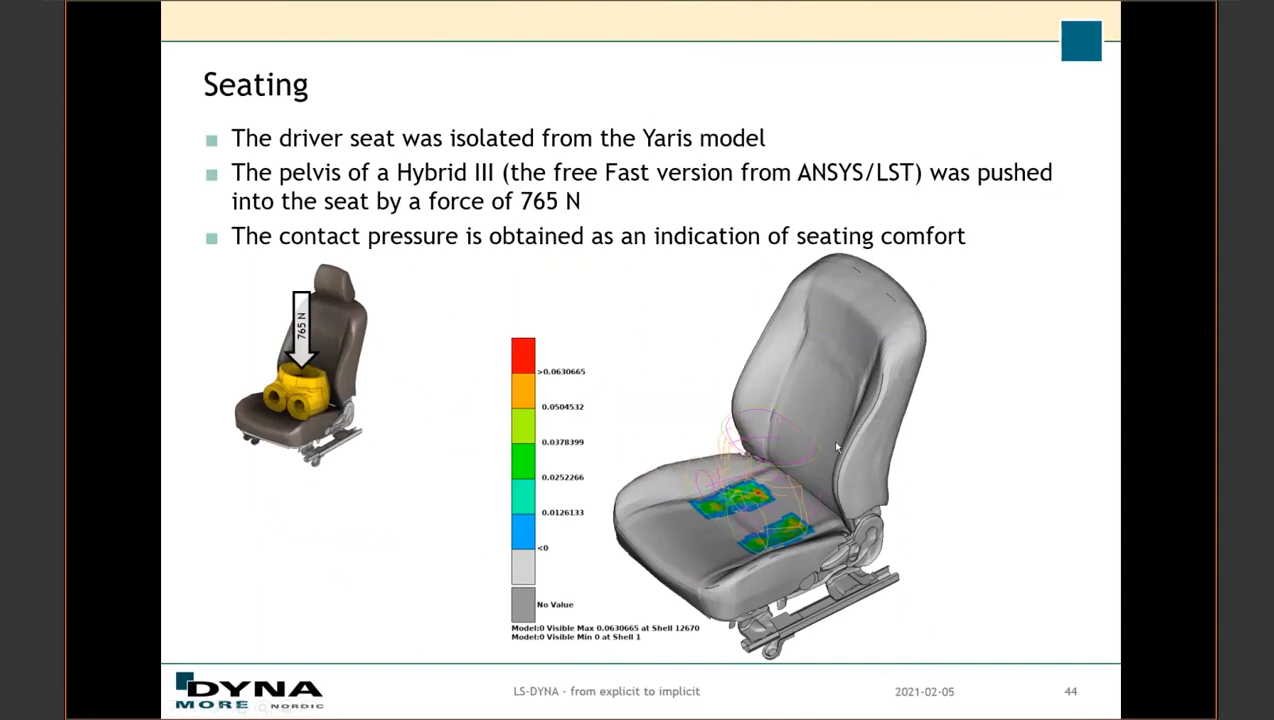 Seating
The driver seat was isolated from the Yaris model
The pelvis of a Hybrid III (the free Fast version from ANSYS/LST) was pushed
into the seat by a force of 765 N
The contact pressure is obtained as an indication of seating comfort
765 N
>0.0630665
0.0504532
0.0378399
0.0252266
0.0126133
<0
No Value
Model:0 Visible Max 0.0630665 at Shell 12670
Model:0 Visible Min 0 at Shell 1
DYNA
MORE NORDIC
LS-DYNA - from explicit to implicit
2021-02-05
44